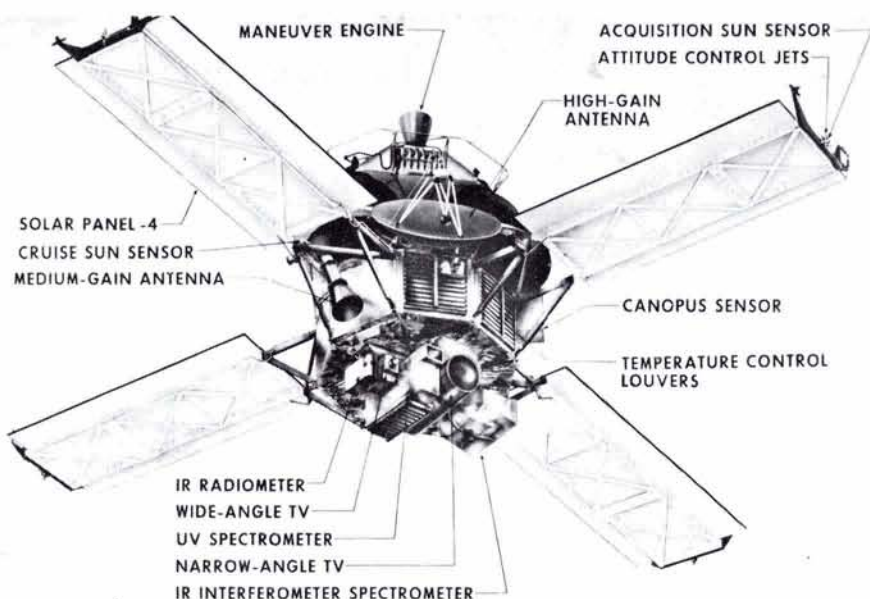 MANEUVER ENGINE
ACQUISITION SUN SENSOR
ATTITUDE CONTROL JETS
HIGH-GAIN
ANTENNA
SOLAR PANEL-4
CRUISE SUN SENSOR
MEDIUM-GAIN ANTENNA
CANOPUS SENSOR
TEMPERATURE CONTROL
LOUVERS
IR RADIOMETER
WIDE-ANGLE TV
UV SPECTROMETER
NARROW-ANGLE TV
IR INTERFEROMETER SPECTROMETER